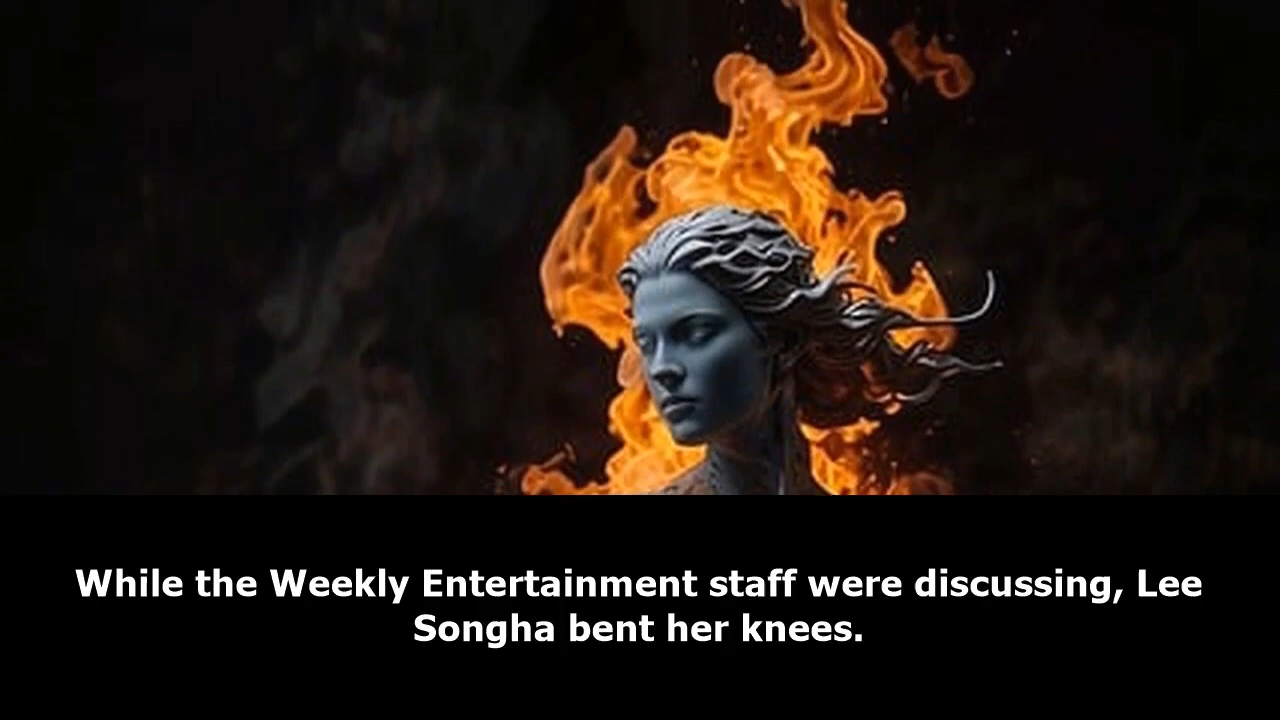 While the Weekly Entertainment staff were discussing, Lee
Songha bent her knees.